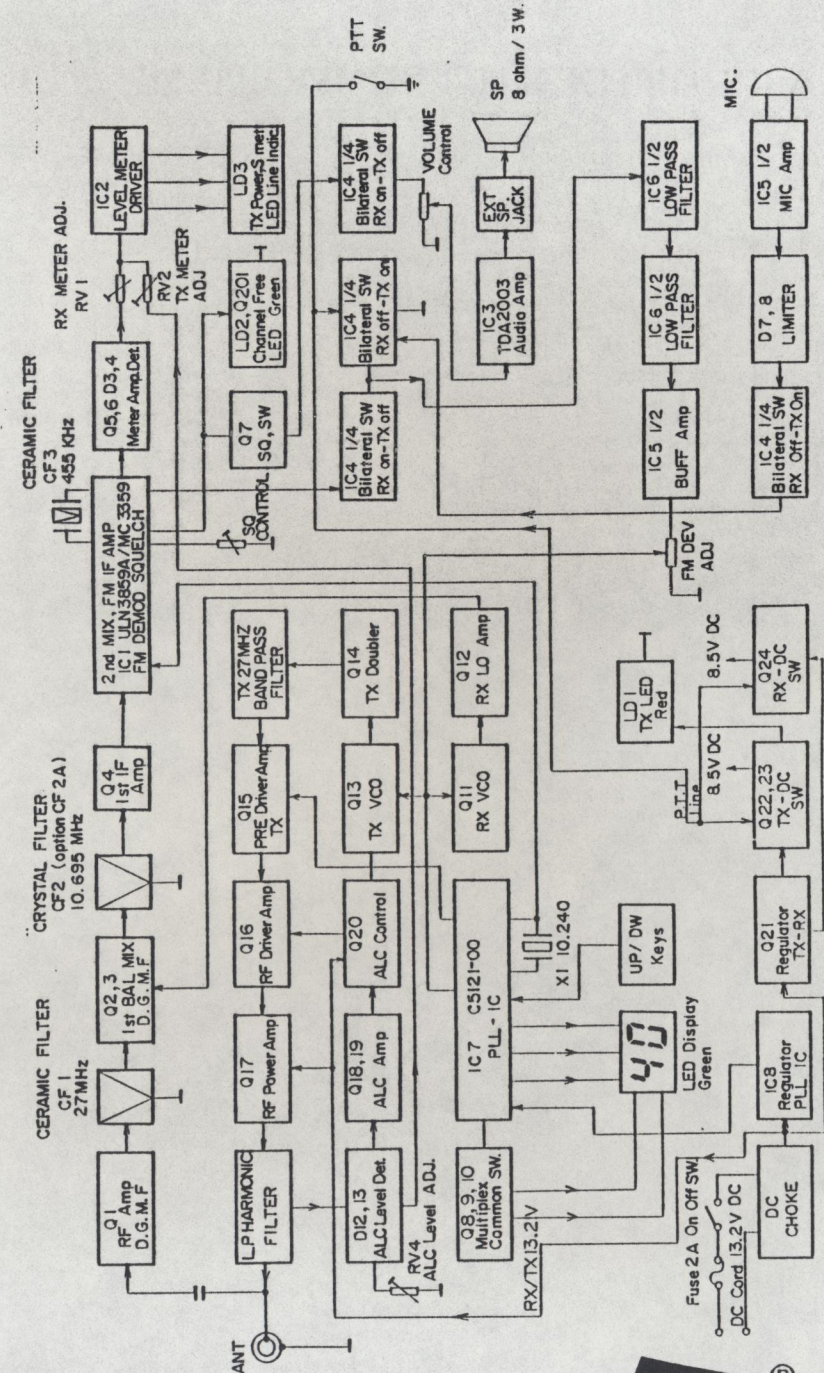 CERAMIC FILTER
CF 1
27MHz
CRYSTAL FILTER
CF2 (option CF 2A)
10.695 MHz
CERAMIC FILTER
CF3
455 KHz
RX METER ADJ.
RV 1
RV2
TX METER
ADJ
Q1
RF Amp
D.G.M.F
Q2, 3
1st BAL MIX
D.G.M.F
Q4
1st IF
Amp
2nd MIX, FM IF AMP
IC1 ULN3859A/MC 3359
FM DEMOD SQUELCH
Q5,6 D3,4
Meter Amp.Det.
IC2
LEVEL METER
DRIVER
LD3
TX Power,S met
LED Line Indic.
LD2,Q201
Channel Free
LED Green
Q7
SQ, SW
SQ
CONTROL
PTT
SW.
ANT
L.P HARMONIC
FILTER
Q17
RF Power Amp
Q16
RF Driver Amp
Q15
PRE Driver Amp
TX
TX 27MHZ
BAND PASS
FILTER
Q14
TX Doubler
D12, 13
ALC Level Det.
RV4
ALC Level ADJ.
Q18, 19
ALC Amp
Q20
ALC Control
Q13
TX VCO
Q11
RX VCO
Q12
RX LO Amp
IC4 1/4
Bilateral SW
RX on-TX off
IC4 1/4
Bilateral SW
RX off-TX on
IC4 1/4
Bilateral SW
RX on-TX off
VOLUME
Control
IC3
TDA2003
Audio Amp
EXT
SP.
JACK
SP
8 ohm / 3 W.
Q8, 9, 10
Multiplex
Common SW.
IC 7 C5121-00
PLL-IC
X1 10.240
UP/ DW
Keys
40
LED Display
Green
RX/TX13.2V
FM DEV
ADJ
IC5 1/2
BUFF Amp
IC 6 1/2
LOW PASS
FILTER
IC 6 1/2
LOW PASS
FILTER
MIC.
IC5 1/2
MIC Amp
D7, 8
LIMITER
IC4 1/4
Bilateral SW
RX Off-TX On
Fuse 2 A On Off SW.
DC Cord 13.2V DC
DC
CHOKE
IC8
Regulator
PLL IC
Q21
Regulator
TX-RX
P.T.T
line
Q22, 23
TX-DC
SW
8.5V DC
LD 1
TX LED
Red
Q24
RX - DC
SW
8.5V DC
®